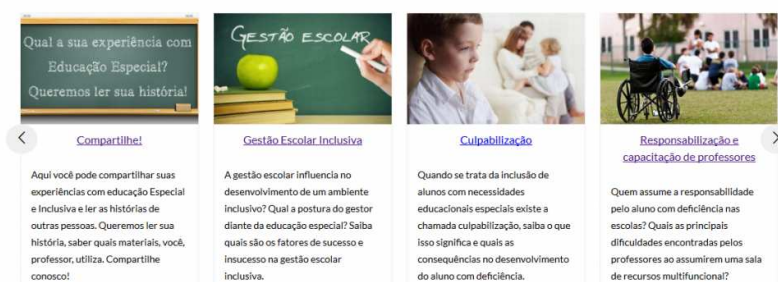 Qual a sua experiência com
Educação Especial?
Queremos ler sua história!
Compartilhe!
Aqui você pode compartilhar suas
experiências com educação Especial
e Inclusiva e ler as histórias de
outras pessoas. Queremos ler sua
história, saber quais materiais, você,
professor, utiliza. Compartilhe
conosco!
GESTÃO ESCOLAR
Gestão Escolar Inclusiva
A gestão escolar influencia no
desenvolvimento de um ambiente
inclusivo? Qual a postura do gestor
diante da educação especial? Saiba
quais são os fatores de sucesso e
insucesso na gestão escolar
inclusiva.
Culpabilização
Quando se trata da inclusão de
alunos com necessidades
educacionais especiais existe a
chamada culpabilização, saiba o que
isso significa e quais as
consequências no desenvolvimento
do aluno com deficiência.
Responsabilização e
capacitação de professores
Quem assume a responsabilidade
pelo aluno com deficiência nas
escolas? Quais as principais
dificuldades encontradas pelos
professores ao assumirem uma sala
de recursos multifuncional?